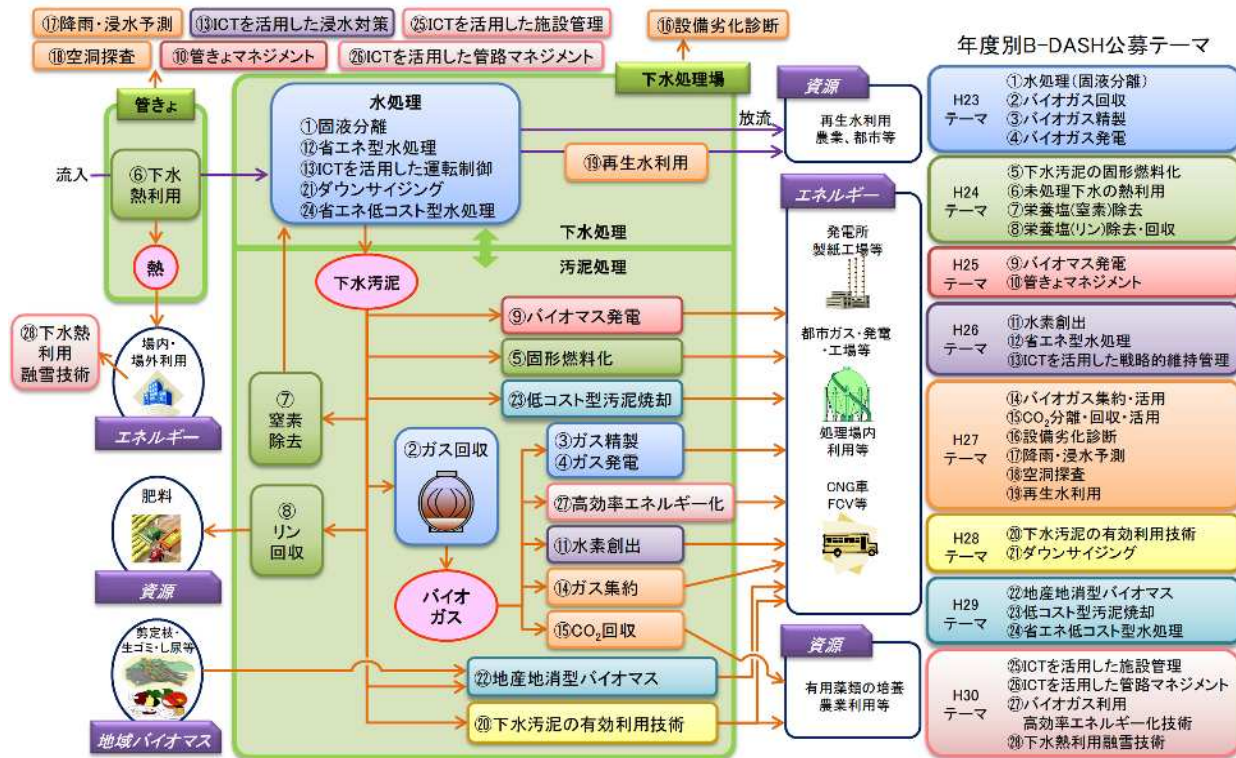 ⑰降雨・浸水予測
⑬ICTを活用した浸水対策
㉕ICTを活用した施設管理
⑯設備劣化診断
⑱空洞探査
⑩管きょマネジメント
㉖ICTを活用した管路マネジメント
管きょ
流入
⑥下水
熱利用
熱
㉘下水熱
利用
融雪技術
場内・
場外利用
エネルギー
肥料
資源
剪定枝・
生ゴミ・し尿等
地域バイオマス
下水処理場
水処理
①固液分離
⑫省エネ型水処理
⑬ICTを活用した運転制御
㉑ダウンサイジング
㉔省エネ低コスト型水処理
放流
⑲再生水利用
下水処理
汚泥処理
下水汚泥
⑦
窒素
除去
⑧
リン
回収
⑨バイオマス発電
⑤固形燃料化
㉓低コスト型汚泥焼却
②ガス回収
バイオ
ガス
③ガス精製
④ガス発電
㉗高効率エネルギー化
⑪水素創出
⑭ガス集約
⑮CO₂回収
㉒地産地消型バイオマス
⑳下水汚泥の有効利用技術
資源
再生水利用
農業、都市等
エネルギー
発電所
製紙工場等
都市ガス・発電
・工場等
処理場内
利用等
CNG車
FCV等
資源
有用藻類の培養
農業利用等
年度別B-DASH公募テーマ
H23
テーマ
①水処理(固液分離)
②バイオガス回収
③バイオガス精製
④バイオガス発電
H24
テーマ
⑤下水汚泥の固形燃料化
⑥未処理下水の熱利用
⑦栄養塩(窒素)除去
⑧栄養塩(リン)除去・回収
H25
テーマ
⑨バイオマス発電
⑩管きょマネジメント
H26
テーマ
⑪水素創出
⑫省エネ型水処理
⑬ICTを活用した戦略的維持管理
H27
テーマ
⑭バイオガス集約・活用
⑮CO₂分離・回収・活用
⑯設備劣化診断
⑰降雨・浸水予測
⑱空洞探査
⑲再生水利用
H28
テーマ
⑳下水汚泥の有効利用技術
㉑ダウンサイジング
H29
テーマ
㉒地産地消型バイオマス
㉓低コスト型汚泥焼却
㉔省エネ低コスト型水処理
H30
テーマ
㉕ICTを活用した施設管理
㉖ICTを活用した管路マネジメント
㉗バイオガス利用
高効率エネルギー化技術
㉘下水熱利用融雪技術